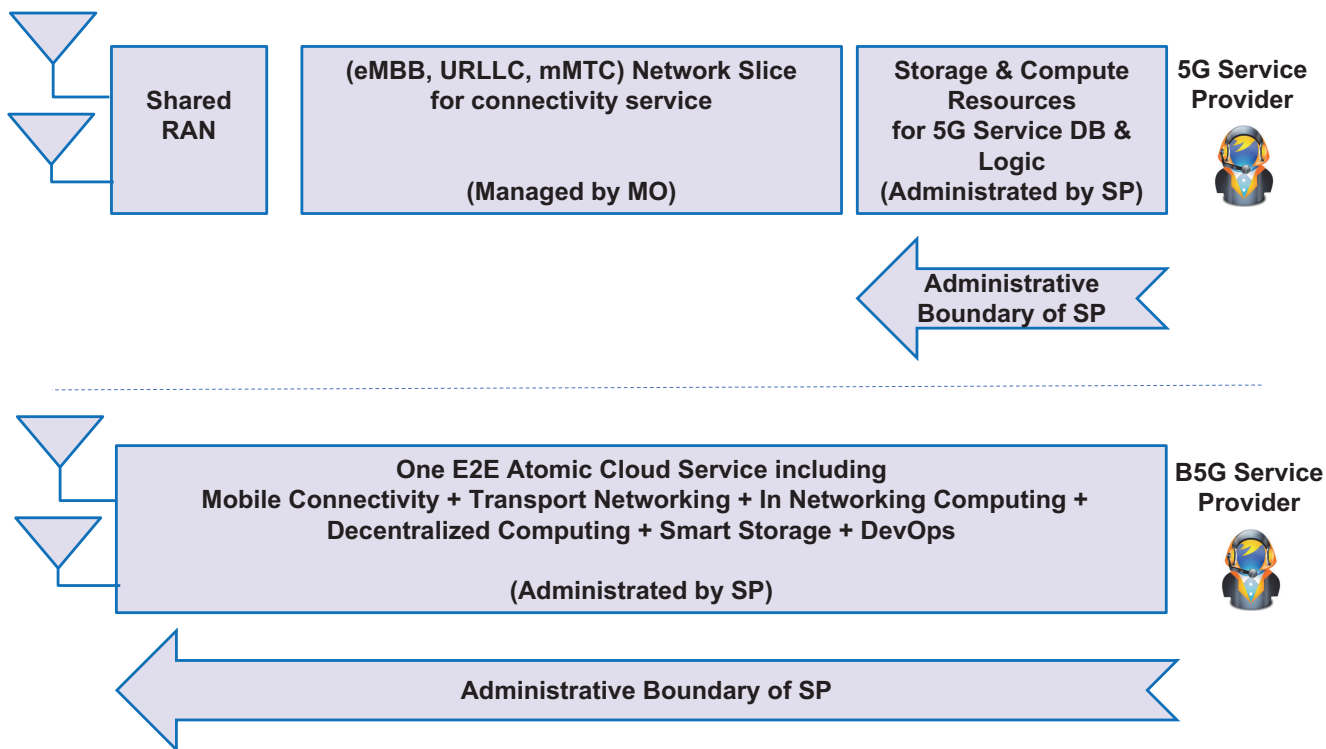 Shared
RAN
(eMBB, URLLC, mMTC) Network Slice
for connectivity service
(Managed by MO)
Storage & Compute
Resources
for 5G Service DB &
Logic
(Administrated by SP)
5G Service
Provider
Administrative
Boundary of SP
One E2E Atomic Cloud Service including
Mobile Connectivity + Transport Networking + In Networking Computing +
Decentralized Computing + Smart Storage + DevOps
(Administrated by SP)
B5G Service
Provider
Administrative Boundary of SP